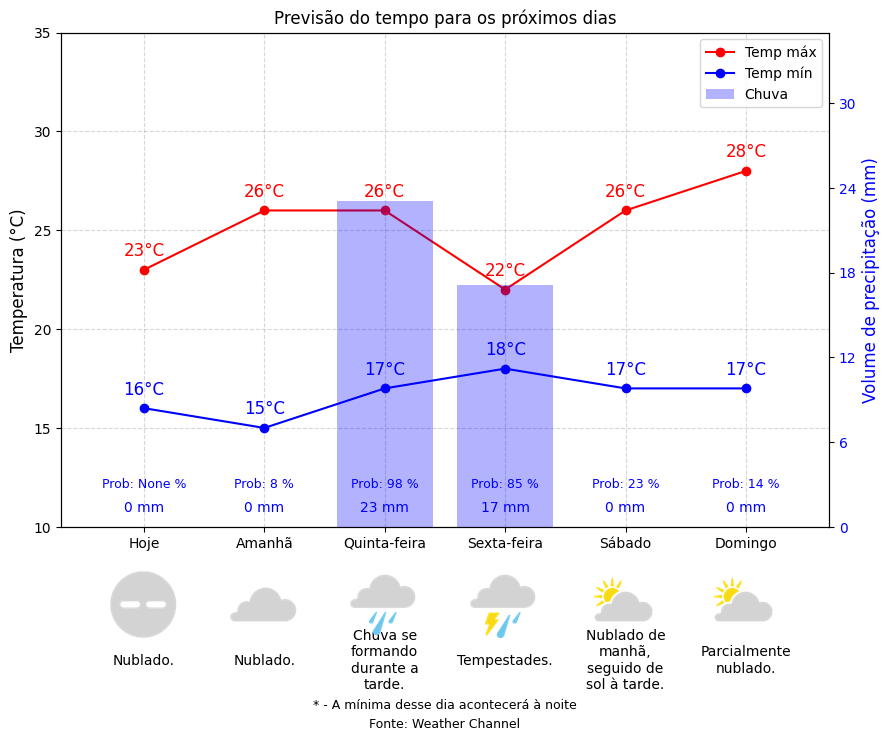 Previsão do tempo para os próximos dias
Temp máx
Temp mín
Chuva
Temperatura (°C)
Volume de precipitação (mm)
35
30
25
20
15
10
30
24
18
12
6
0
23°C
26°C
26°C
22°C
26°C
28°C
16°C
15°C
17°C
18°C
17°C
17°C
Prob: None %
Prob: 8 %
Prob: 98 %
Prob: 85 %
Prob: 23 %
Prob: 14 %
0 mm
0 mm
23 mm
17 mm
0 mm
0 mm
Hoje
Amanhã
Quinta-feira
Sexta-feira
Sábado
Domingo
Nublado.
Nublado.
Chuva se
formando
durante a
tarde.
Tempestades.
Nublado de
manhã,
seguido de
sol à tarde.
Parcialmente
nublado.
* - A mínima desse dia acontecerá à noite
Fonte: Weather Channel